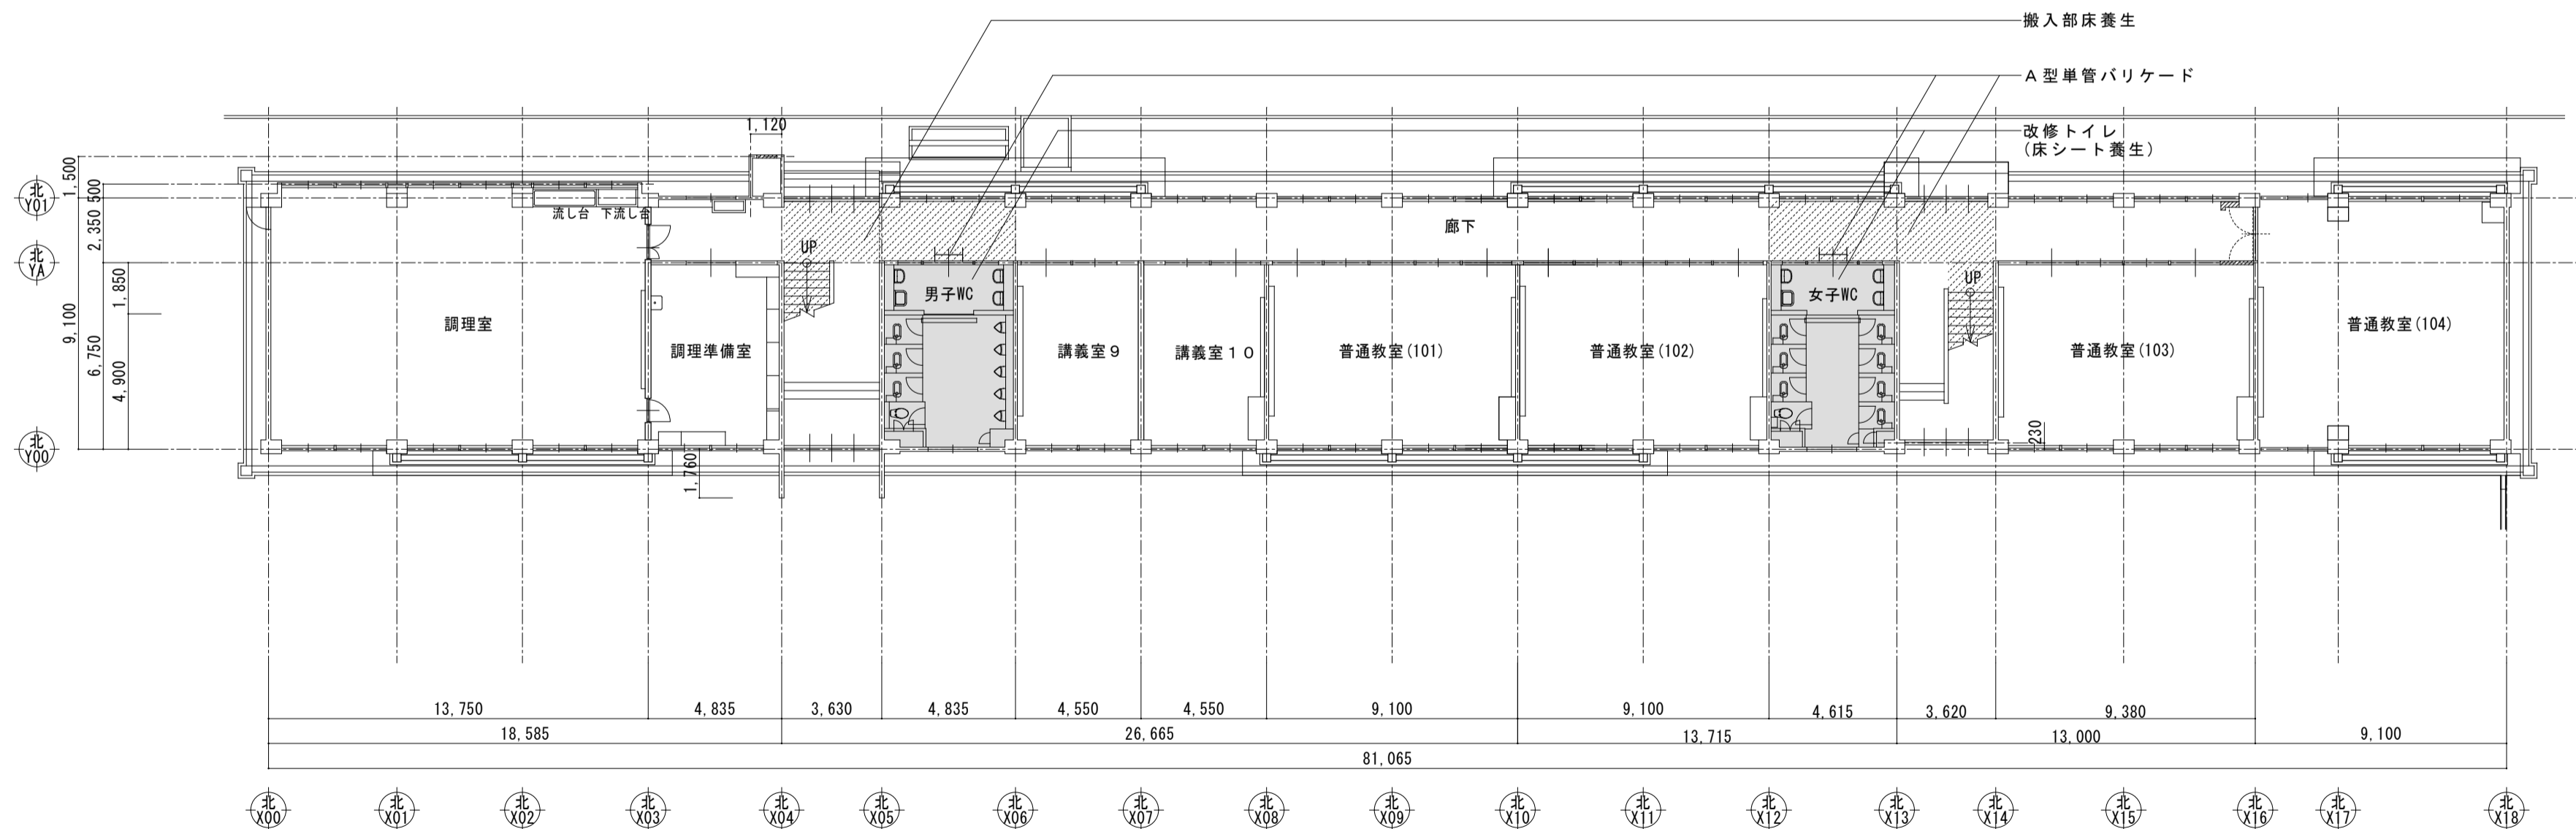 搬入部床養生
A型単管バリケード
改修トイレ
(床シート養生)
1,120
1,500
500
2,350
9,100
6,750
1,850
4,900
北
Y01
北
YA
北
Y00
流し台
下流し台
廊下
UP
UP
男子WC
女子WC
調理室
調理準備室
講義室9
講義室10
普通教室(101)
普通教室(102)
普通教室(103)
普通教室(104)
1,760
230
13,750
4,835
3,630
4,835
4,550
4,550
9,100
9,100
4,615
3,620
9,380
18,585
26,665
13,715
13,000
9,100
81,065
北
X00
北
X01
北
X02
北
X03
北
X04
北
X05
北
X06
北
X07
北
X08
北
X09
北
X10
北
X11
北
X12
北
X13
北
X14
北
X15
北
X16
北
X17
北
X18